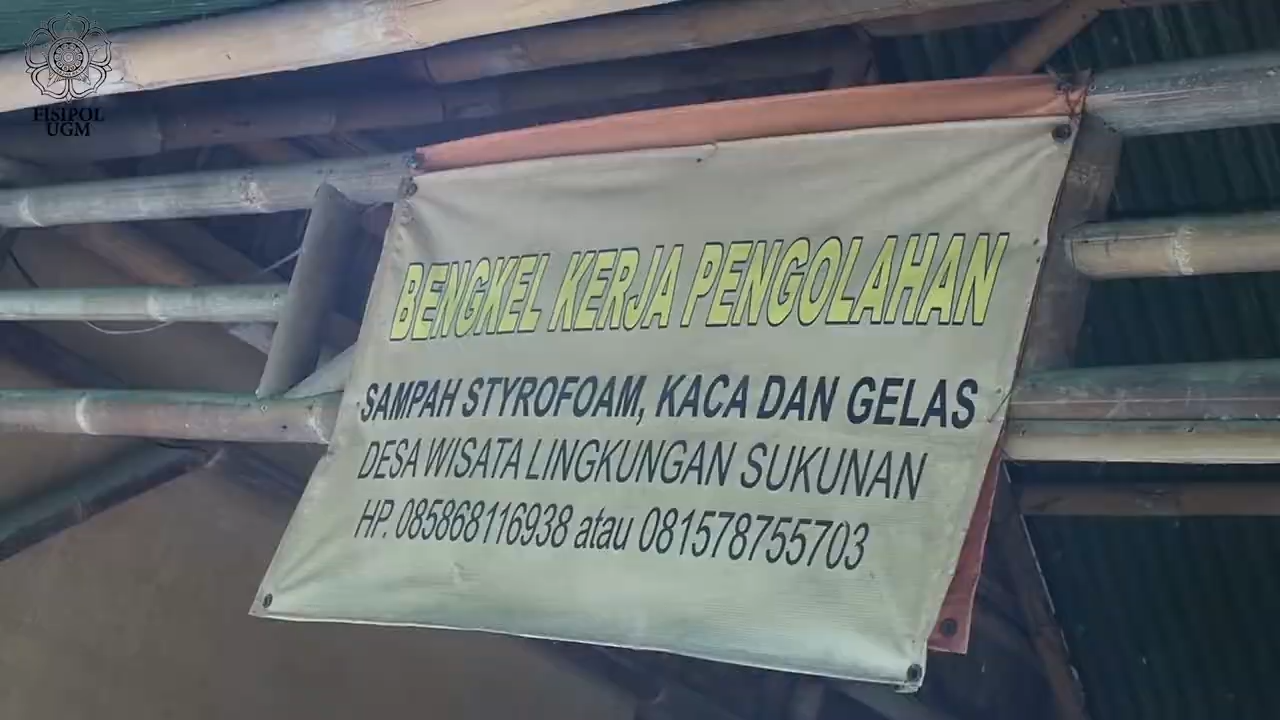 FISIPOL
UGM
BENGKEL KERJA PENGOLAHAN
SAMPAH STYROFOAM, KACA DAN GELAS
DESA WISATA LINGKUNGAN SUKUNAN
HP. 085868116938 atau 081578755703